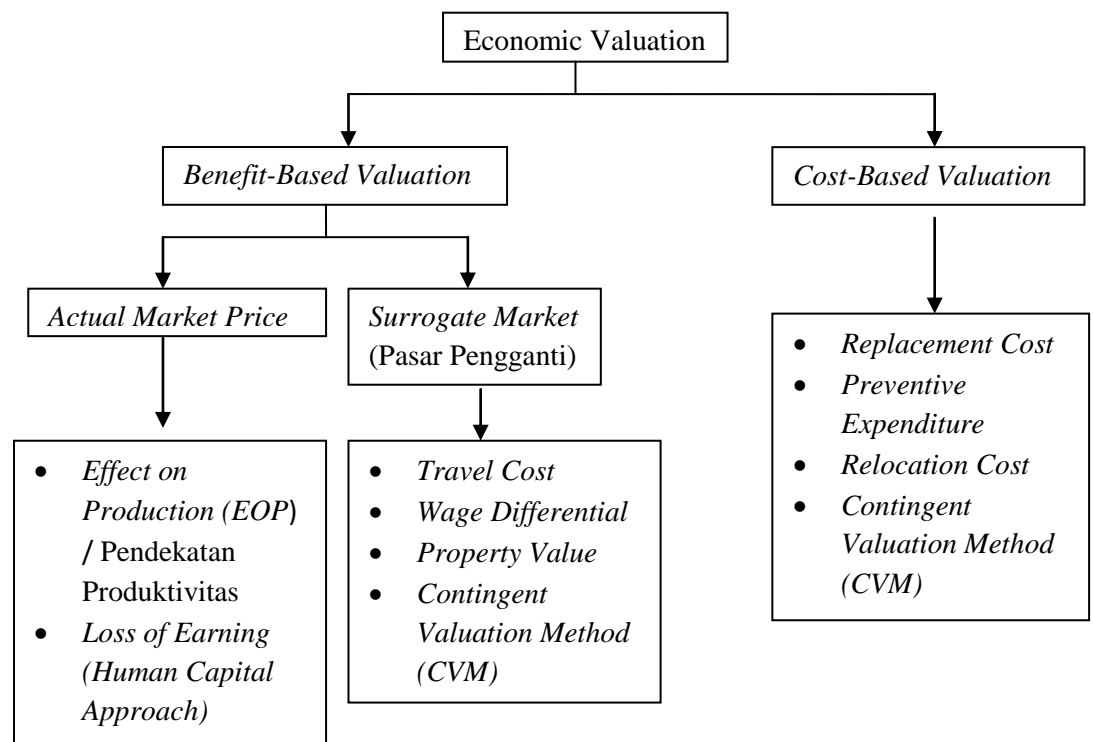 Economic Valuation
Benefit-Based Valuation
Cost-Based Valuation
Actual Market Price
Surrogate Market
(Pasar Pengganti)
• Effect on
Production (EOP)
/ Pendekatan
Produktivitas
• Loss of Earning
(Human Capital
Approach)
• Travel Cost
• Wage Differential
• Property Value
• Contingent
Valuation Method
(CVM)
• Replacement Cost
• Preventive
Expenditure
• Relocation Cost
• Contingent
Valuation Method
(CVM)